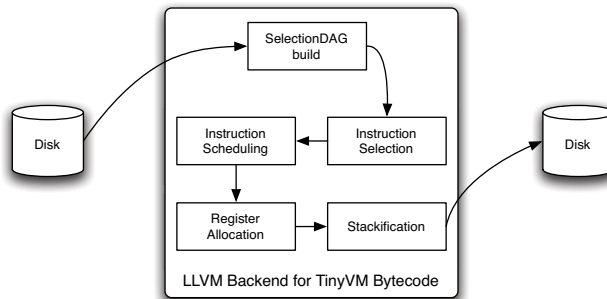 SelectionDAG
build
Disk
Instruction
Scheduling
Instruction
Selection
Disk
Register
Allocation
Stackification
LLVM Backend for TinyVM Bytecode